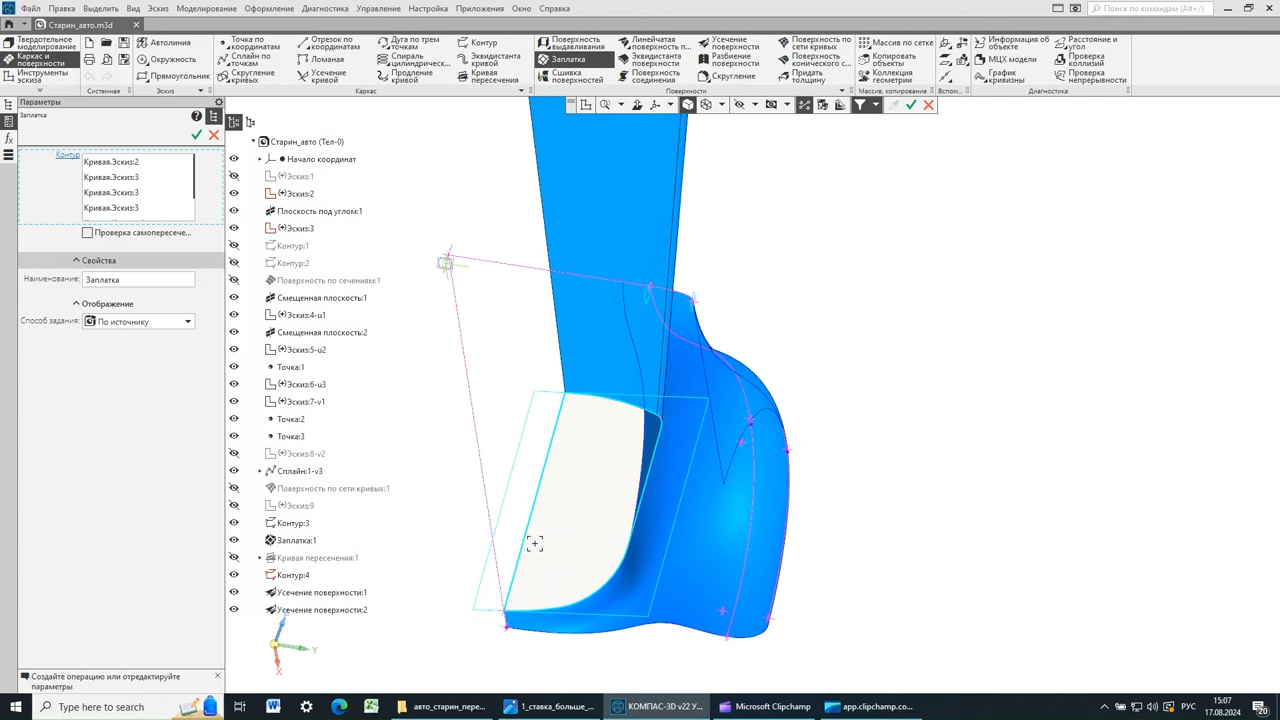 Файл Правка Выделить Вид Эскиз Моделирование Оформление Диагностика Управление Настройка Приложения Окно Справка Поиск по командам (Alt+/)
Старин_авто.m3d
Твердотельное моделирование
Каркас и поверхности
Инструменты эскиза
Системная
Автолиния
Окружность
Прямоугольник
Эскиз
Точка по координатам
Сплайн по точкам
Скругление кривых
Отрезок по координатам
Ломаная
Усечение кривой
Дуга по трем точкам
Спираль цилиндрическ...
Продление кривой
Контур
Эквидистанта кривой
Кривая пересечения
Каркас
Поверхность выдавливания
Заплатка
Сшивка поверхностей
Линейчатая поверхность п...
Эквидистанта поверхности
Поверхность соединения
Усечение поверхности
Разбиение поверхности
Скругление
Поверхность по сети кривых
Поверхность конического с...
Придать толщину
Поверхности
Массив по сетке
Копировать объекты
Коллекция геометрии
Массив, копирование
Вспом...
Информация об объекте
МЦХ модели
Расстояние и угол
Проверка коллизий
Проверка непрерывности
Диагностика
Параметры
Заплатка
Контур
Кривая.Эскиз:2
Кривая.Эскиз:3
Кривая.Эскиз:3
Кривая.Эскиз:3
Проверка самопересече...
Свойства
Наименование: Заплатка
Отображение
Способ задания: По источнику
Старин_авто (Тел-0)
Начало координат
(+)Эскиз:1
(+)Эскиз:2
Плоскость под углом:1
(+)Эскиз:3
Контур:1
Контур:2
Поверхность по сечениям:1
Смещенная плоскость:1
(+)Эскиз:4-u1
Смещенная плоскость:2
(+)Эскиз:5-u2
Точка:1
(+)Эскиз:6-u3
(+)Эскиз:7-v1
Точка:2
Точка:3
(+)Эскиз:8-v2
Сплайн:1-v3
Поверхность по сети кривых:1
(+)Эскиз:9
Контур:3
Заплатка:1
Кривая пересечения:1
Контур:4
Усечение поверхности:1
Усечение поверхности:2
Z
Y
X
Создайте операцию или отредактируйте параметры
Type here to search
авто_старин_пере...
1_ставка_больше_...
КОМПАС-3D v22 У...
Microsoft Clipchamp
app.clipchamp.co...
РУС
15:07
17.08.2024
20